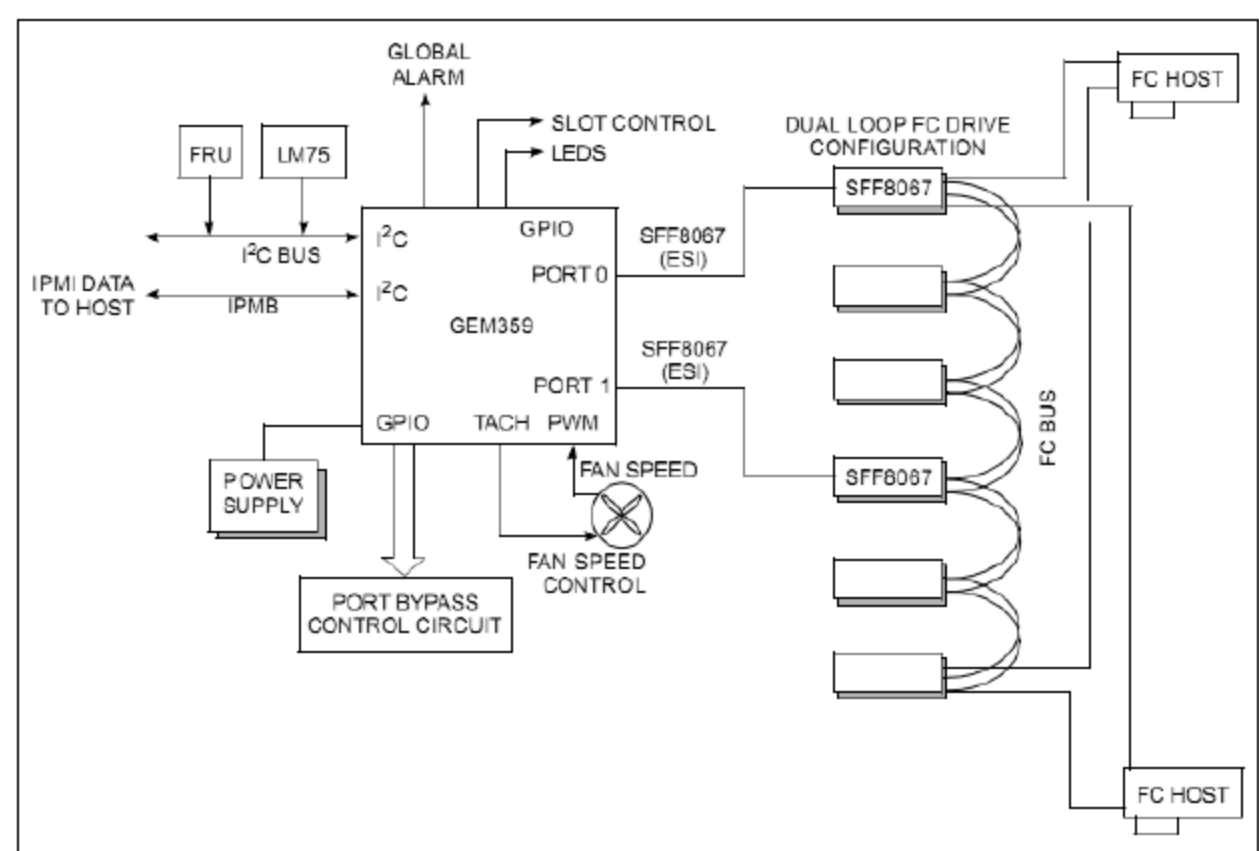 GLOBAL
ALARM
FC HOST
SLOT CONTROL
LEDS
DUAL LOOP FC DRIVE
CONFIGURATION
FRU
LM75
SFF8067
I²C
GPIO
SFF8067
(ESI)
I²C BUS
PORT 0
IPMI DATA
TO HOST
IPMB
I²C
GEM359
SFF8067
(ESI)
PORT 1
FC BUS
GPIO
TACH
PWM
FAN SPEED
SFF8067
POWER
SUPPLY
FAN SPEED
CONTROL
PORT BYPASS
CONTROL CIRCUIT
FC HOST